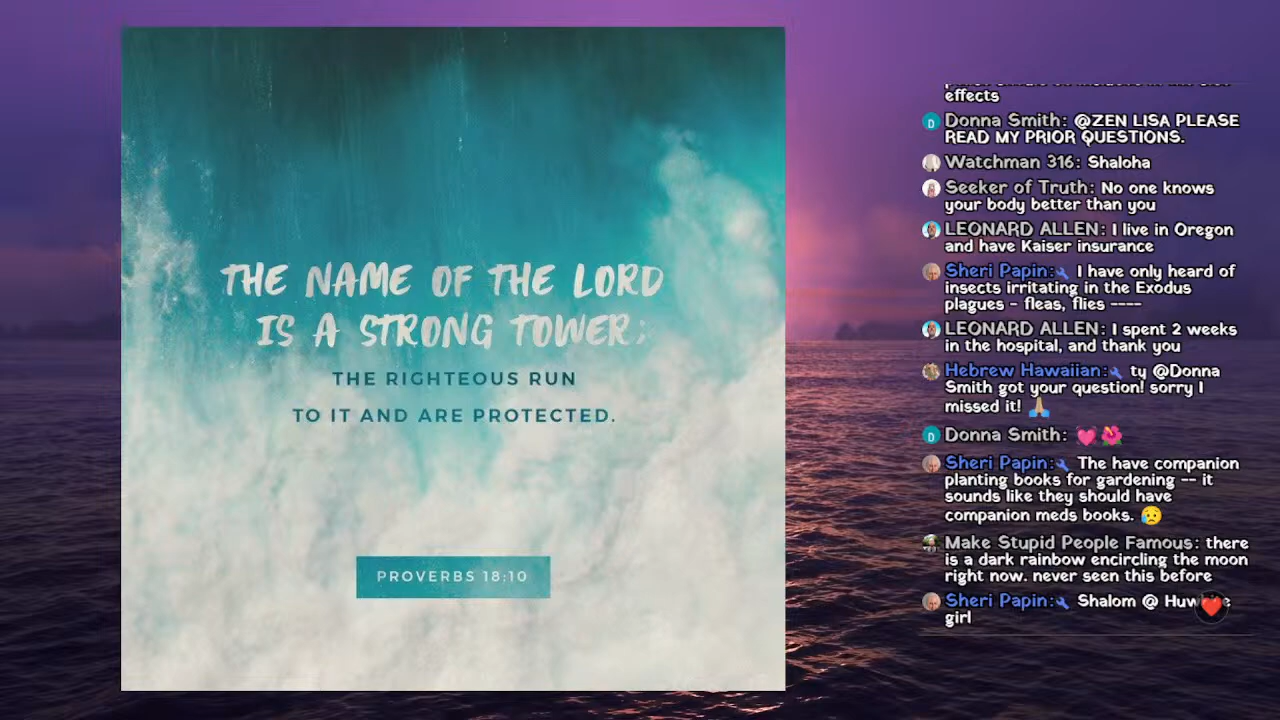 THE NAME OF THE LORD
IS A STRONG TOWER;
THE RIGHTEOUS RUN
TO IT AND ARE PROTECTED.
PROVERBS 18:10
effects
D Donna Smith: @ZEN LISA PLEASE
READ MY PRIOR QUESTIONS.
Watchman 316: Shaloha
Seeker of Truth: No one knows
your body better than you
LEONARD ALLEN: I live in Oregon
and have Kaiser insurance
Sheri Papin:🔧 I have only heard of
insects irritating in the Exodus
plagues - fleas, flies ----
LEONARD ALLEN: I spent 2 weeks
in the hospital, and thank you
Hebrew Hawaiian:🔧 ty @Donna
Smith got your question! sorry I
missed it! 🙏
D Donna Smith: 💓🌺
Sheri Papin:🔧 The have companion
planting books for gardening -- it
sounds like they should have
companion meds books. 😥
Make Stupid People Famous: there
is a dark rainbow encircling the moon
right now. never seen this before
Sheri Papin:🔧 Shalom @
girl